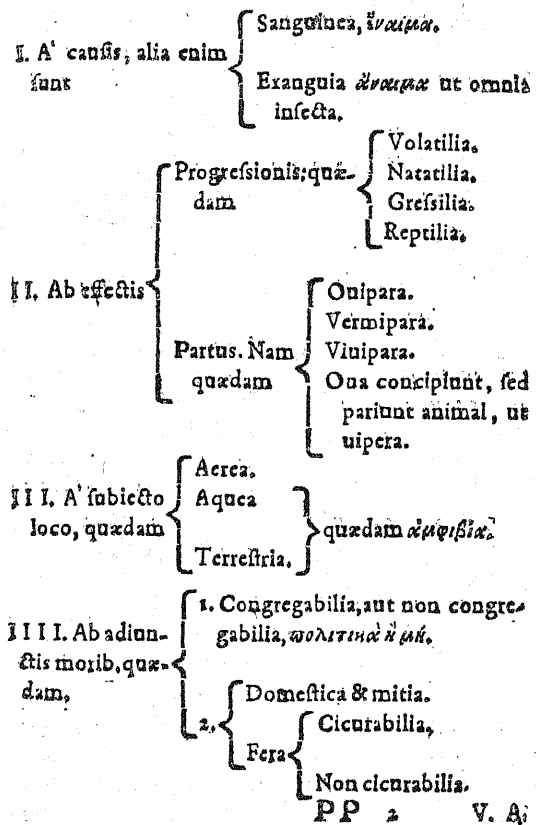 Sanguinea, ἔναιμα.
I. A' causis, alia enim
sunt
Exanguia ἄναιμα ut omnia
insecta.
Progressionis; quæ-
dam
Volatilia.
Natatilia.
Gressilia.
Reptilia.
II. Ab effectis
Partus. Nam
quædam
Ouipara.
Vermipara.
Viuipara.
Oua concipiunt, sed
pariunt animal, ut
uipera.
III. A' subiecto
loco, quædam
Aerea.
Aquea
Terrestria.
quædam ἀμφιβία.
IIII. Ab adiun-
ctis morib. quæ-
dam,
1. Congregabilia, aut non congre-
gabilia, πολιτικὰ ἢ μή.
2.
Domestica & mitia.
Fera
Cicurabilia,
Non cicurabilia.
PP 2 V. A